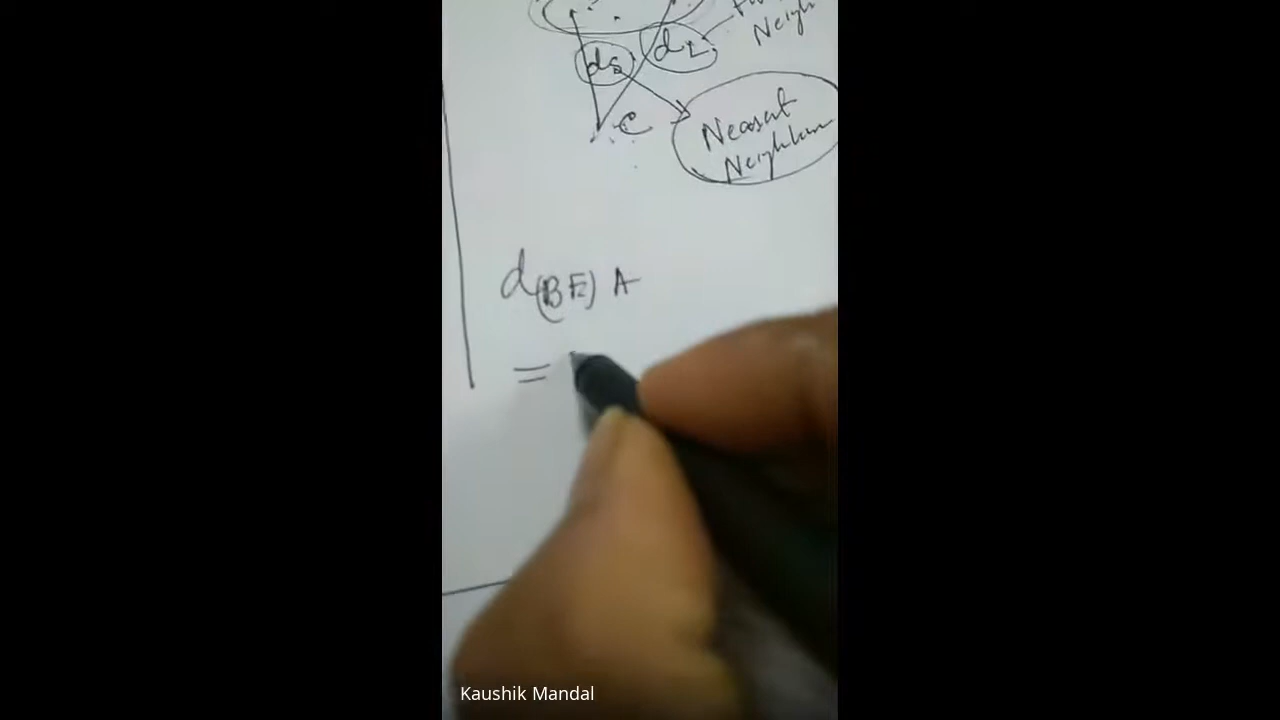 Neigh
ds dL
C
Nearest
Neighbour
d(BE) A
=
Kaushik Mandal